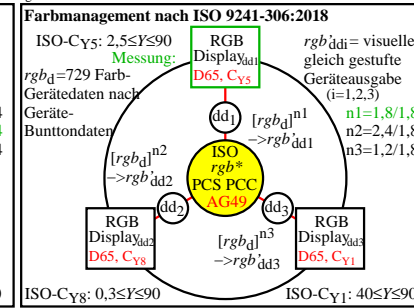 Farbmanagement nach ISO 9241-306:2018
ISO-CY5: 2,5≤Y≤90
Messung:
rgbd=729 Farb-
Gerätedaten nach
Geräte-
Bunttondaten
RGB
Displaydd1
D65, CY5
rgb'ddi= visuelle
gleich gestufte
Geräteausgabe
(i=1,2,3)
n1=1,8/1,8
n2=2,4/1,8
n3=1,2/1,8
dd1
[rgbd]n1
–>rgb'dd1
[rgbd]n2
–>rgb'dd2
ISO
rgb*
PCS PCC
AG49
dd2
dd3
RGB
Displaydd2
D65, CY8
[rgbd]n3
–>rgb'dd3
RGB
Displaydd3
D65, CY1
ISO-CY8: 0,3≤Y≤90
ISO-CY1: 40≤Y≤90